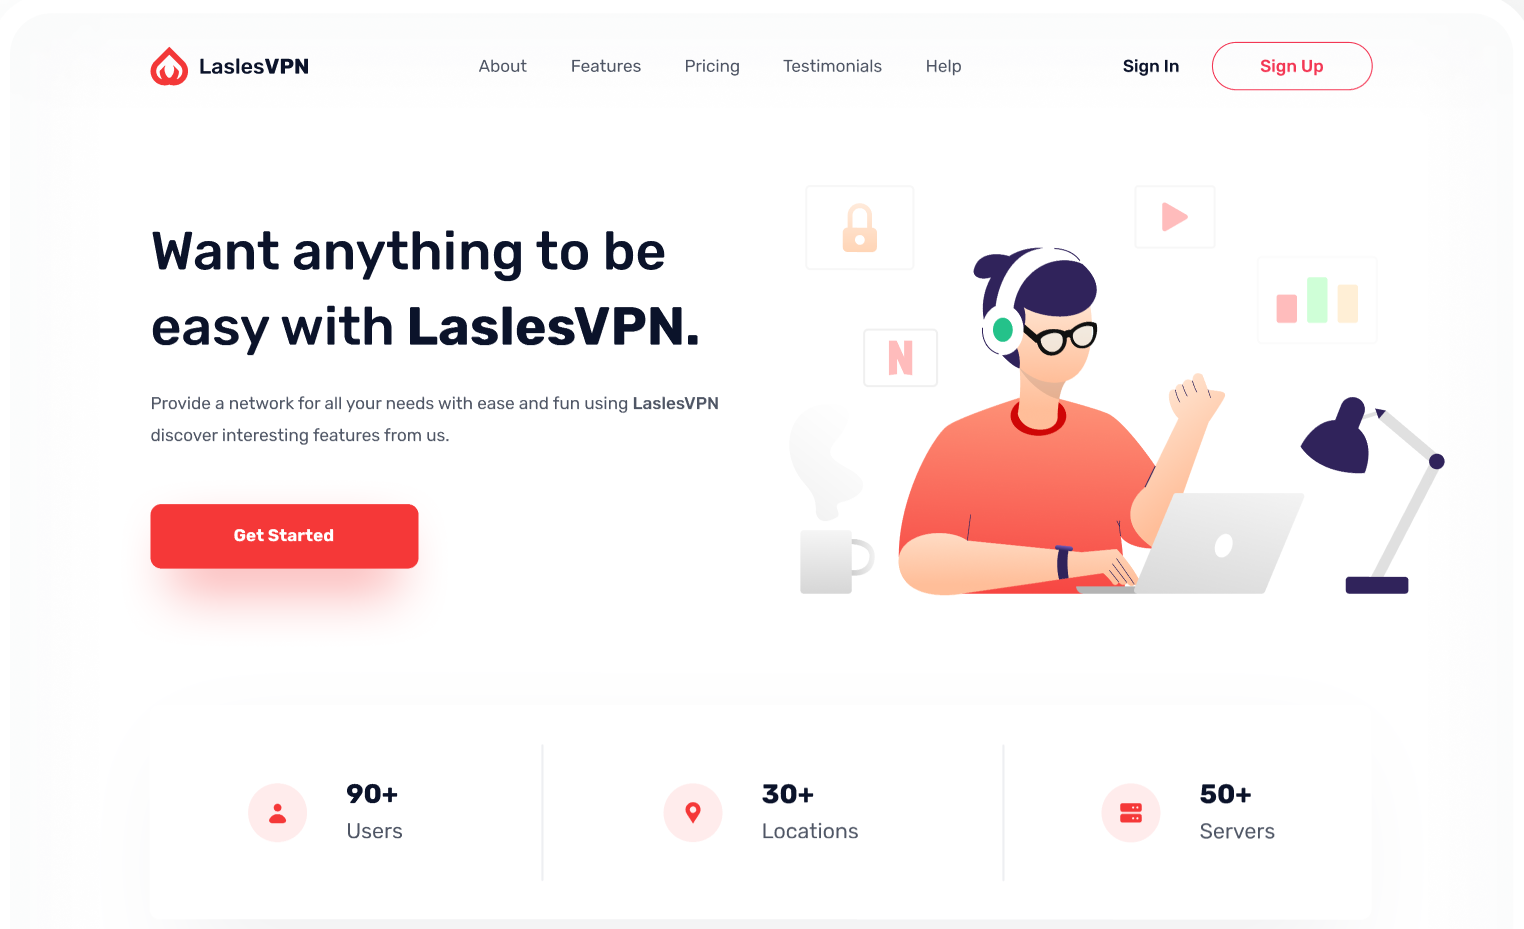 LaslesVPN
About Features Pricing Testimonials Help
Sign In Sign Up
Want anything to be
easy with LaslesVPN.
Provide a network for all your needs with ease and fun using LaslesVPN
discover interesting features from us.
Get Started
N
90+
Users
30+
Locations
50+
Servers